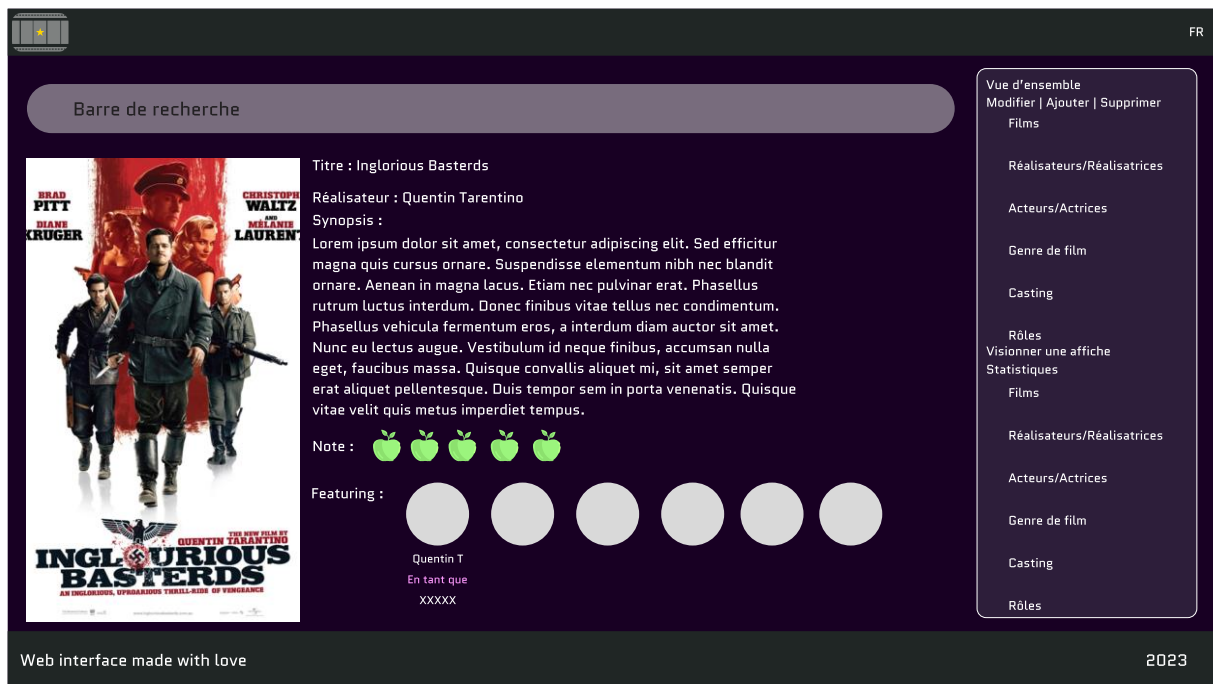 FR
Barre de recherche
BRAD
PITT
DIANE
KRUGER
CHRISTOPH
WALTZ
AND
MÉLANIE
LAURENT
THE NEW FILM BY
QUENTIN TARANTINO
INGLOURIOUS
BASTERDS
AN INGLORIOUS, UPROARIOUS THRILL-RIDE OF VENGEANCE
Titre : Inglorious Basterds
Réalisateur : Quentin Tarentino
Synopsis :
Lorem ipsum dolor sit amet, consectetur adipiscing elit. Sed efficitur
magna quis cursus ornare. Suspendisse elementum nibh nec blandit
ornare. Aenean in magna lacus. Etiam nec pulvinar erat. Phasellus
rutrum luctus interdum. Donec finibus vitae tellus nec condimentum.
Phasellus vehicula fermentum eros, a interdum diam auctor sit amet.
Nunc eu lectus augue. Vestibulum id neque finibus, accumsan nulla
eget, faucibus massa. Quisque convallis aliquet mi, sit amet semper
erat aliquet pellentesque. Duis tempor sem in porta venenatis. Quisque
vitae velit quis metus imperdiet tempus.
Note :
Featuring :
Quentin T
En tant que
XXXXX
Vue d'ensemble
Modifier | Ajouter | Supprimer
Films
Réalisateurs/Réalisatrices
Acteurs/Actrices
Genre de film
Casting
Rôles
Visionner une affiche
Statistiques
Films
Réalisateurs/Réalisatrices
Acteurs/Actrices
Genre de film
Casting
Rôles
Web interface made with love
2023